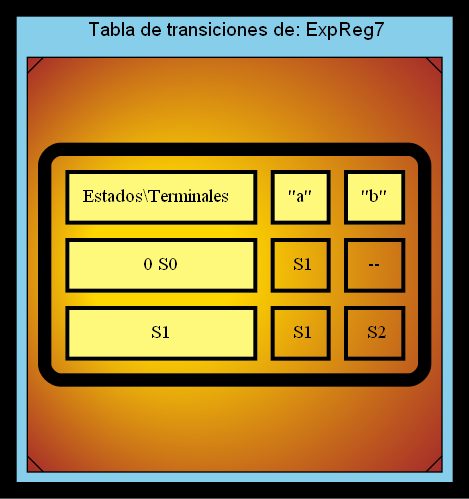 Tabla de transiciones de: ExpReg7
Estados\Terminales "a" "b"
0 S0 S1 --
S1 S1 S2